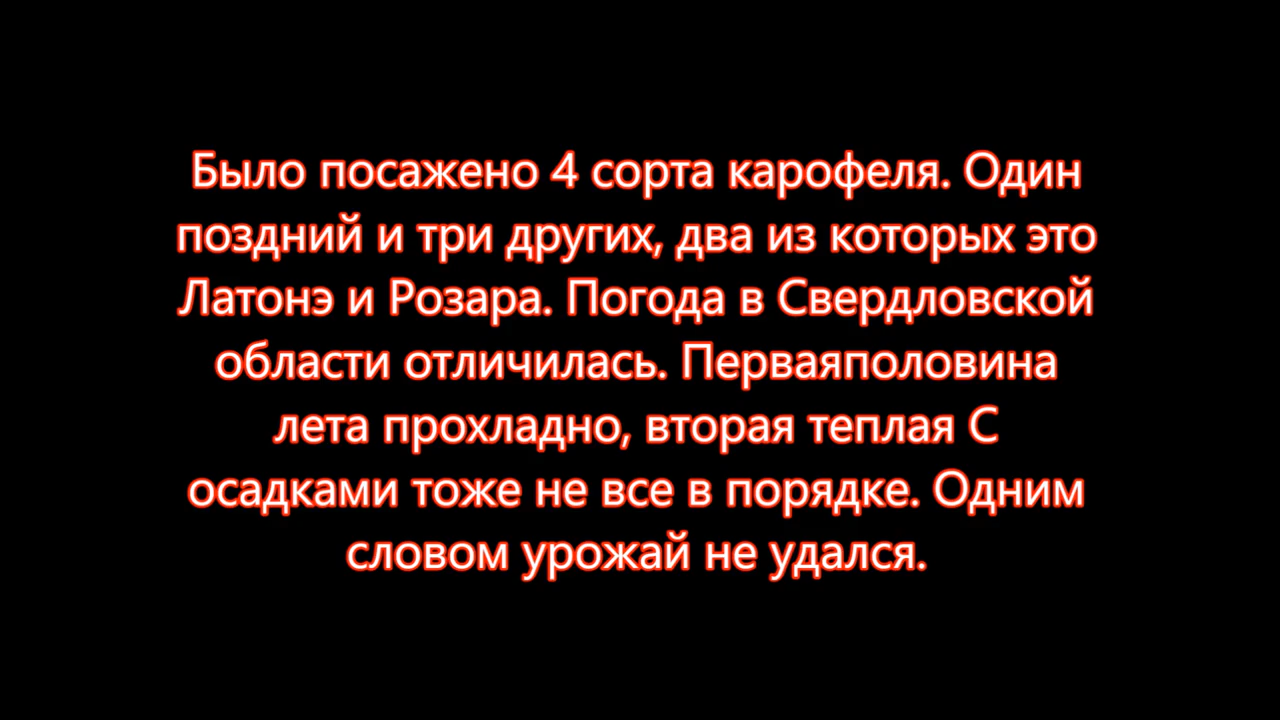 Было посажено 4 сорта карофеля. Один
поздний и три других, два из которых это
Латонэ и Розара. Погода в Свердловской
области отличилась. Перваяполовина
лета прохладно, вторая теплая С
осадками тоже не все в порядке. Одним
словом урожай не удался.